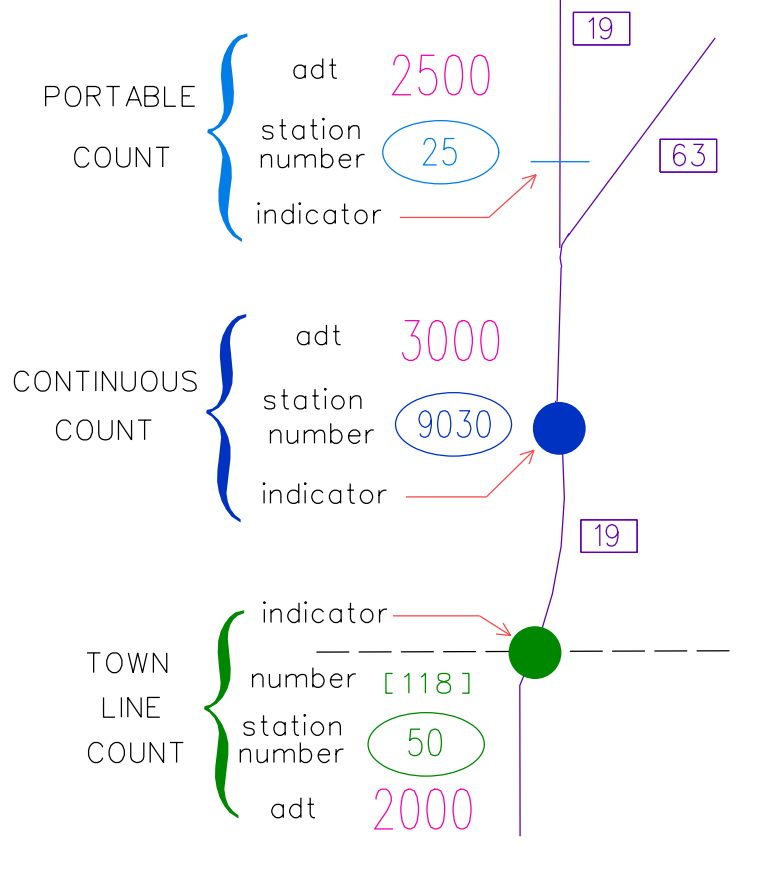 19
adt 2500
PORTABLE
COUNT
station
number
25
63
indicator
adt 3000
CONTINUOUS
COUNT
station
number
9030
indicator
19
indicator
TOWN
LINE
COUNT
number [118]
station
number
50
adt 2000